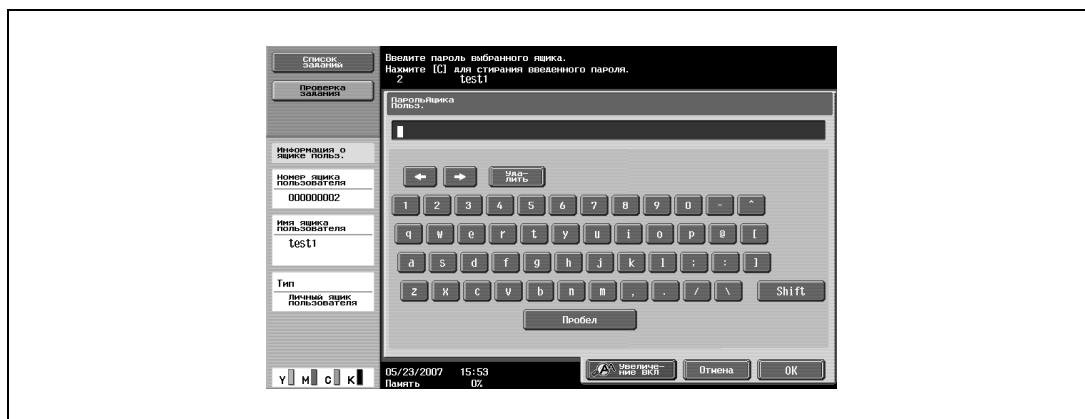 Список
заданий
Проверка
задания
Введите пароль выбранного ящика.
Нажмите [C] для стирания введенного пароля.
2 test1
ПарольЯщика
Польз.
Информация о
ящике польз.
Номер ящика
пользователя
000000002
Имя ящика
пользователя
test1
Тип
Личный ящик
пользователя
← → Уда-
лить
1 2 3 4 5 6 7 8 9 0 - ^
q w e r t y u i o p @ [
a s d f g h j k l ; : ]
z x c v b n m , . / \ Shift
Пробел
Y M C K
05/23/2007 15:53
Память 0%
Увеличе-
ние ВКЛ
Отмена
OK